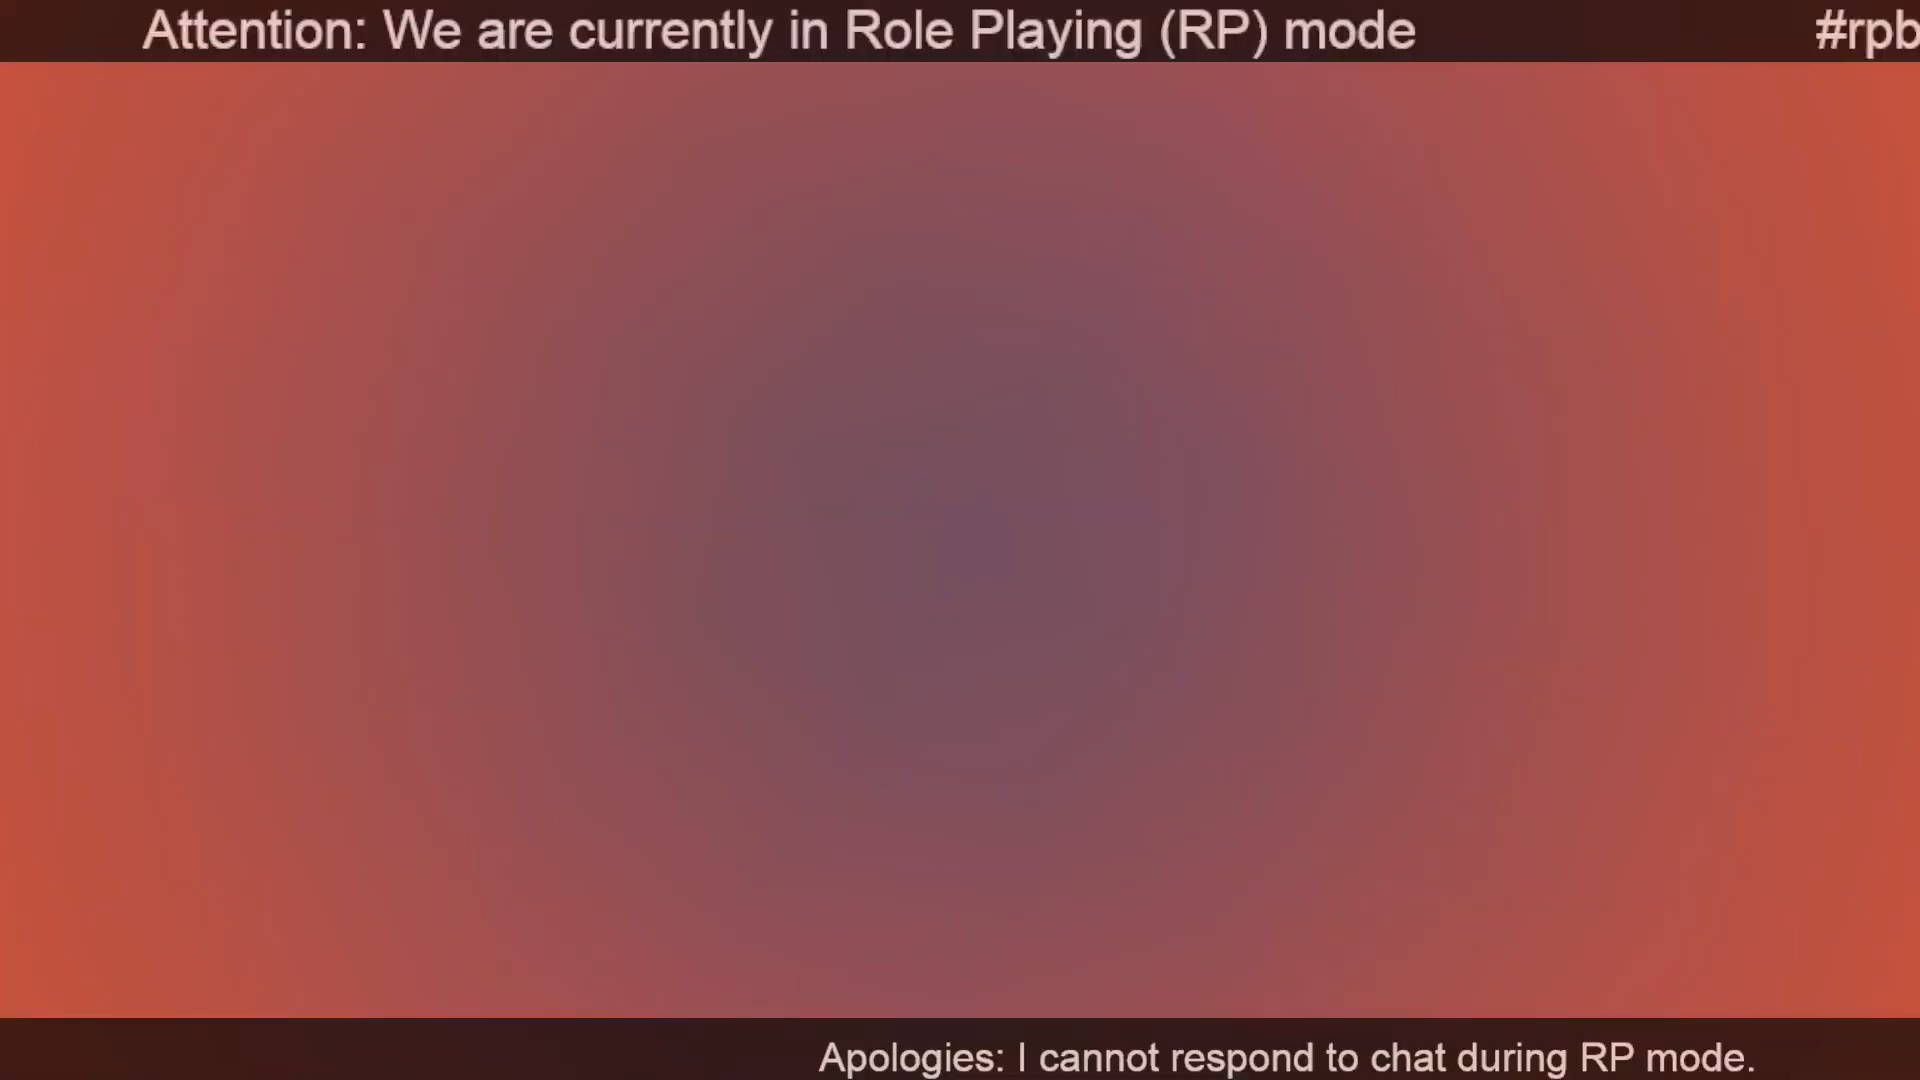 Attention: We are currently in Role Playing (RP) mode #rpb
Apologies: I cannot respond to chat during RP mode.